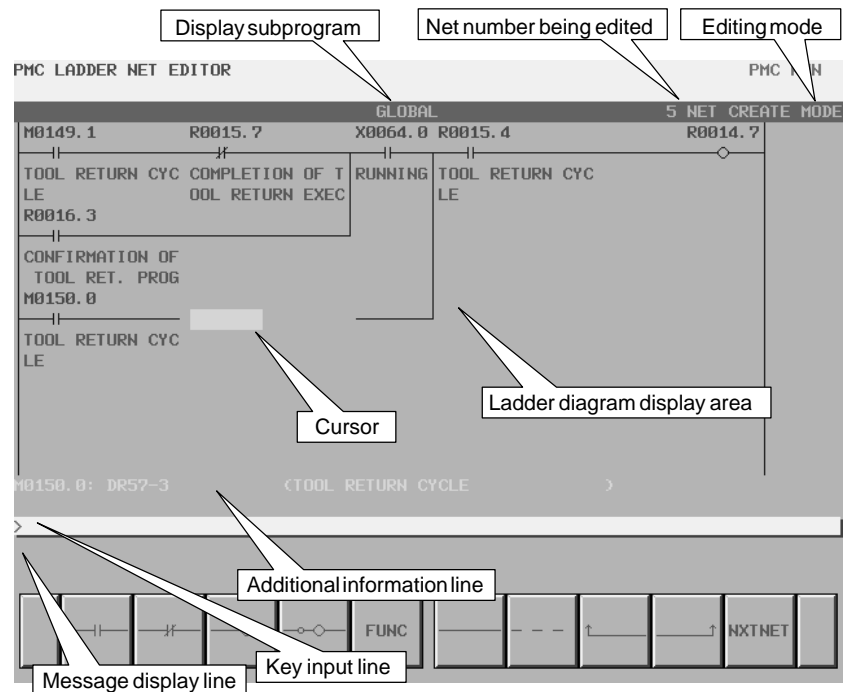 Display subprogram
Net number being edited
Editing mode
PMC LADDER NET EDITOR
PMC N
GLOBAL
5 NET CREATE MODE
M0149.1 R0015.7 X0064.0 R0015.4 R0014.7
TOOL RETURN CYC COMPLETION OF T RUNNING TOOL RETURN CYC
LE OOL RETURN EXEC LE
R0016.3
CONFIRMATION OF
TOOL RET. PROG
M0150.0
TOOL RETURN CYC
LE
Ladder diagram display area
Cursor
M0150.0: DR57-3 (TOOL RETURN CYCLE )
>
Additional information line
FUNC
NXTNET
Key input line
Message display line